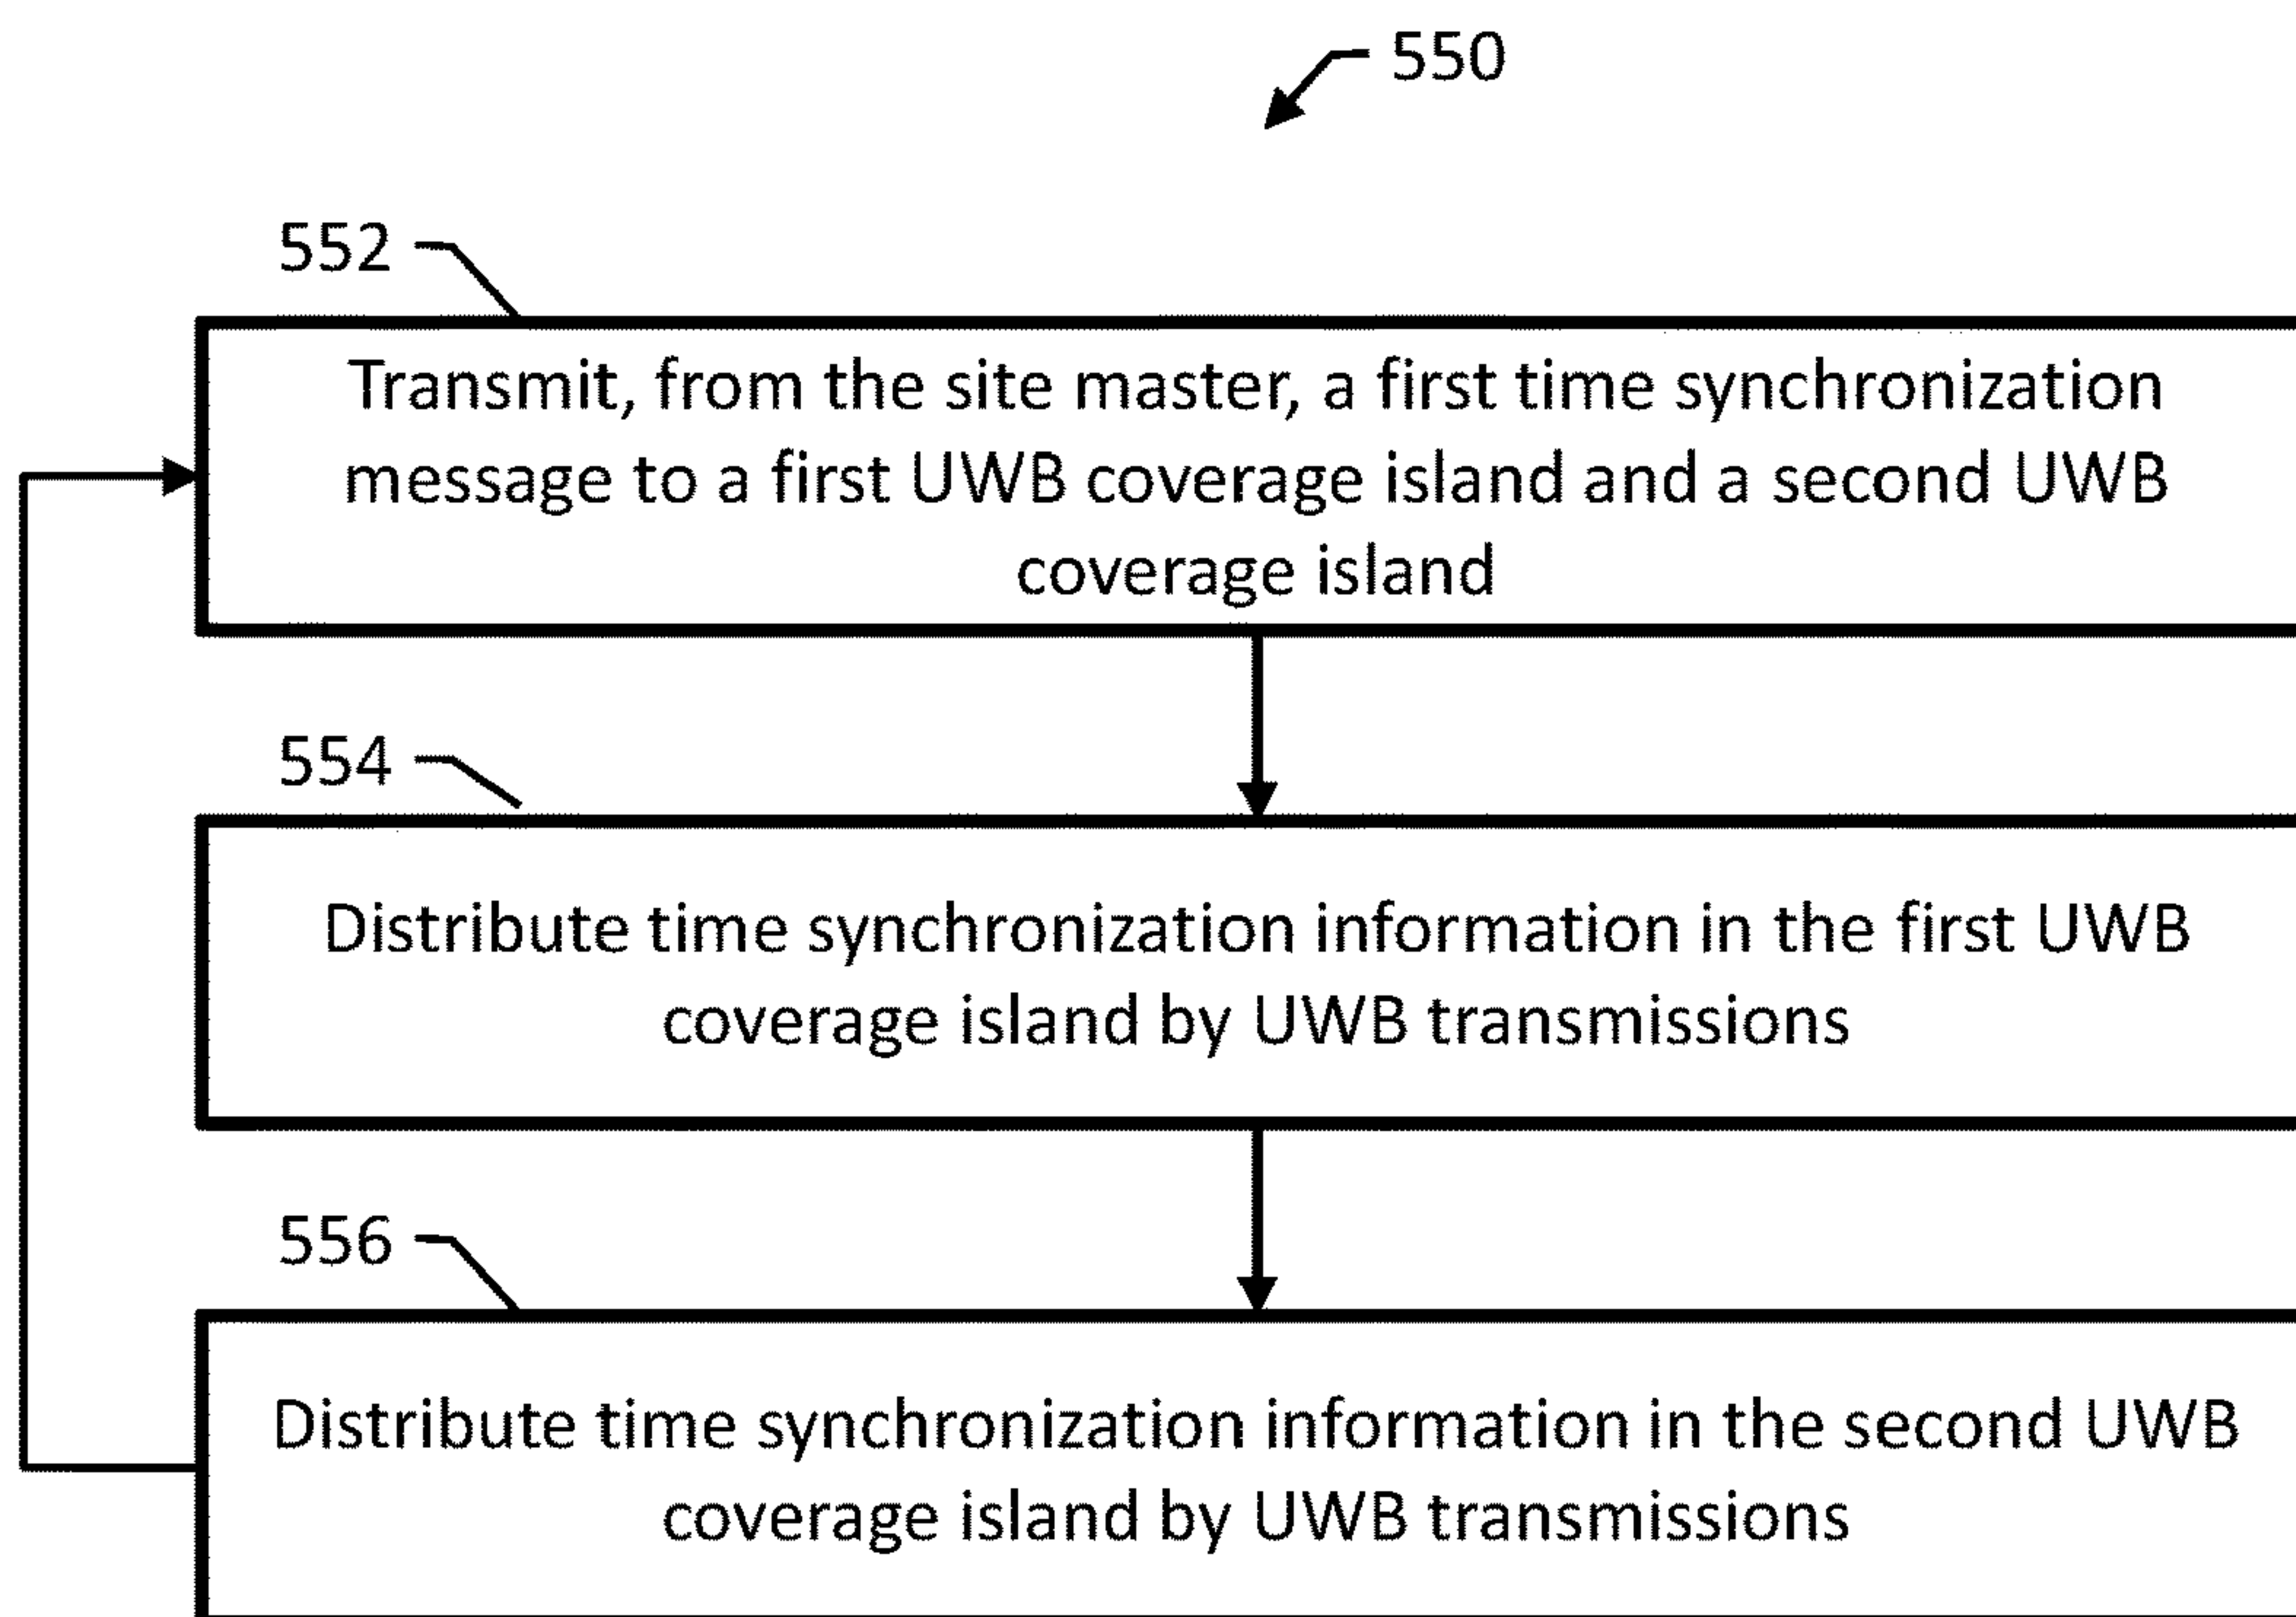 550
552
Transmit, from the site master, a first time synchronization
message to a first UWB coverage island and a second UWB
coverage island
554
Distribute time synchronization information in the first UWB
coverage island by UWB transmissions
556
Distribute time synchronization information in the second UWB
coverage island by UWB transmissions